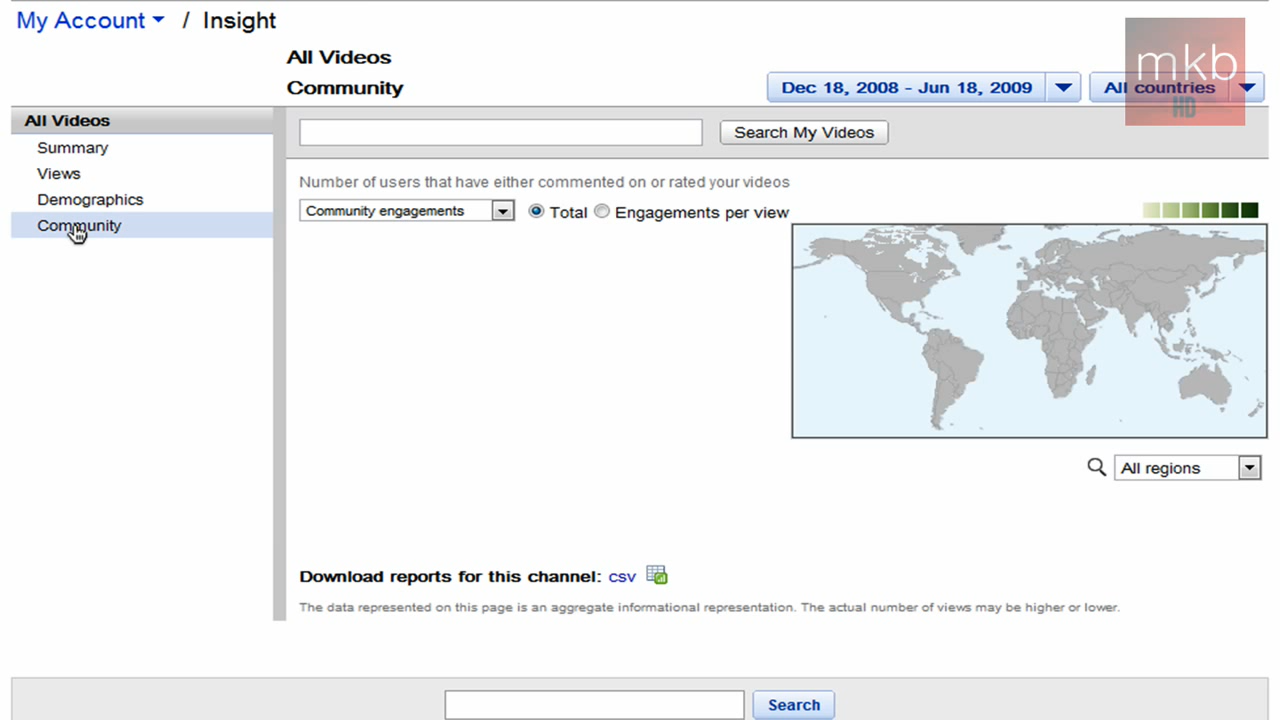 My Account / Insight
mkb
HD
All Videos
Community
Dec 18, 2008 - Jun 18, 2009
All countries
All Videos
Summary
Views
Demographics
Community
Search My Videos
Number of users that have either commented on or rated your videos
Community engagements
Total
Engagements per view
All regions
Download reports for this channel: csv
The data represented on this page is an aggregate informational representation. The actual number of views may be higher or lower.
Search